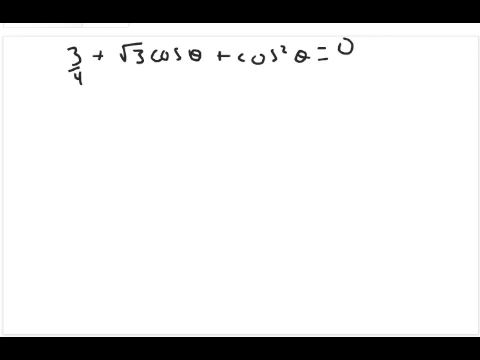 3/4 + √3 cos θ + cos² θ = 0